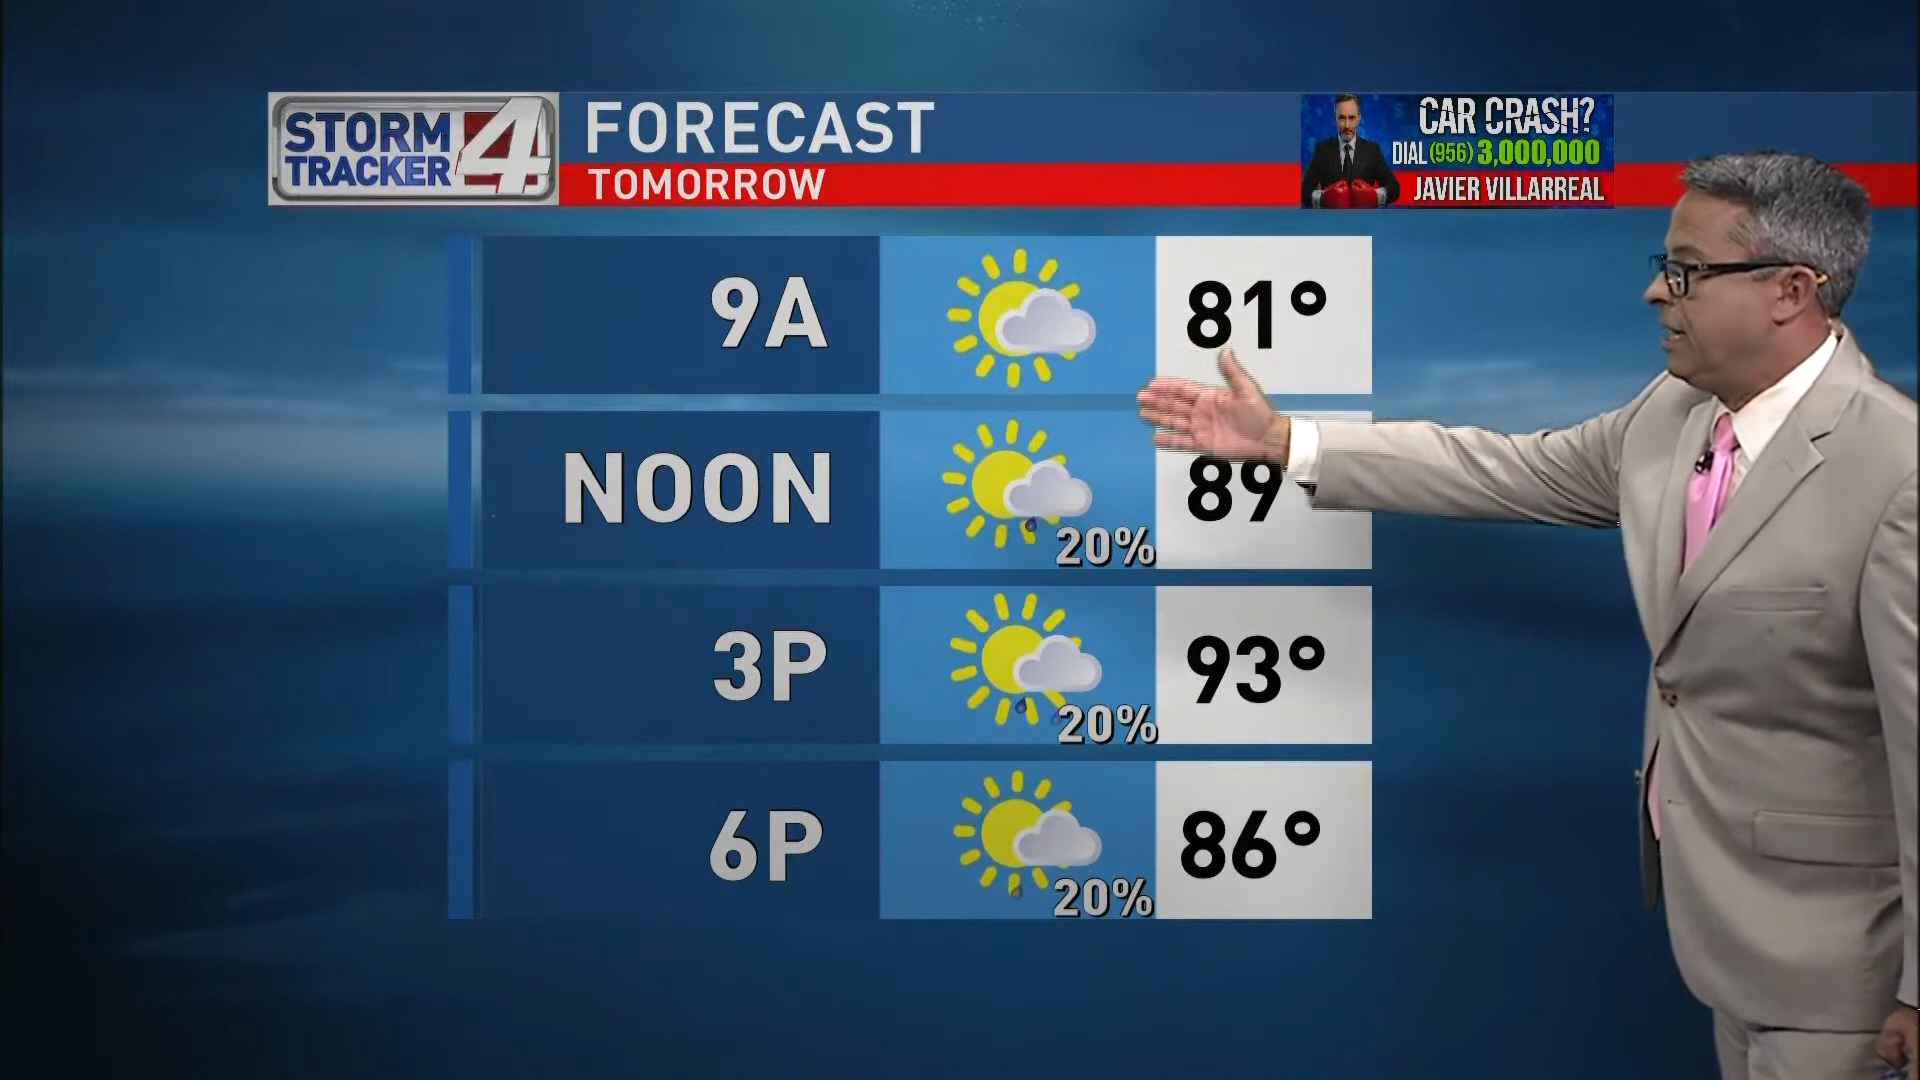 STORM
TRACKER 4
FORECAST
TOMORROW
CAR CRASH?
DIAL (956) 3,000,000
JAVIER VILLARREAL
9A 81°
NOON 20% 89
3P 20% 93°
6P 20% 86°